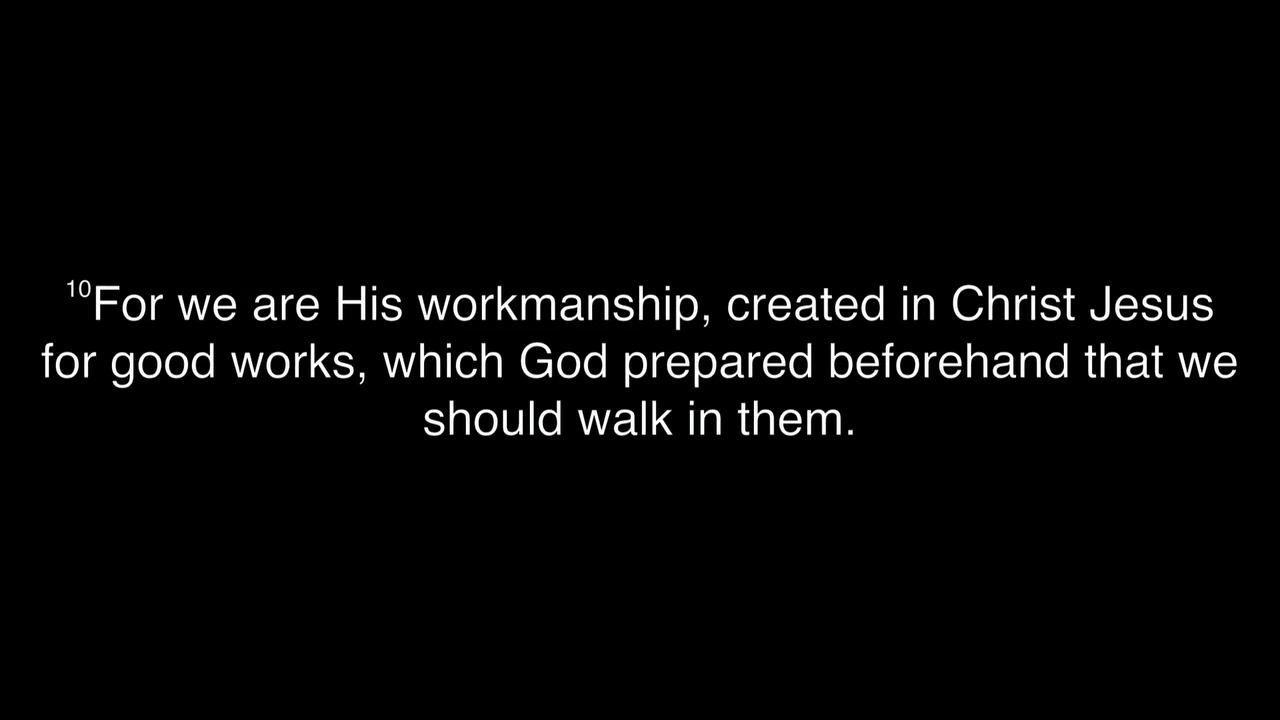 10For we are His workmanship, created in Christ Jesus
for good works, which God prepared beforehand that we
should walk in them.